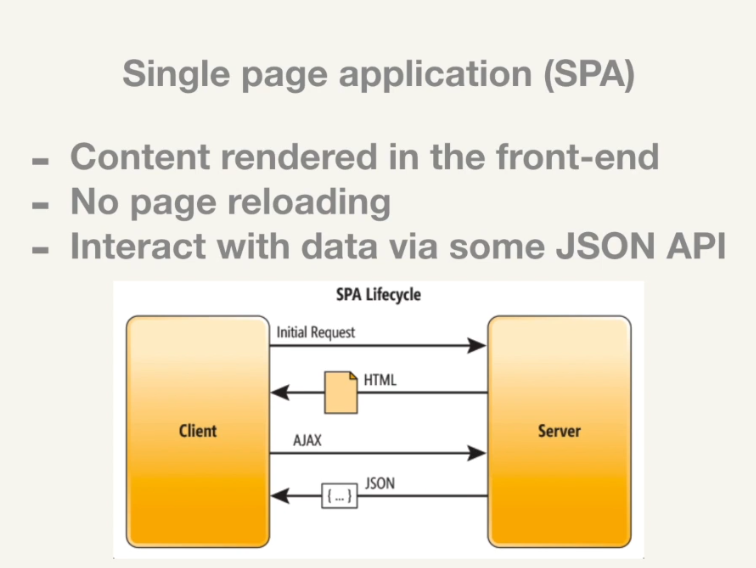 Single page application (SPA)
- Content rendered in the front-end
- No page reloading
- Interact with data via some JSON API
SPA Lifecycle
Initial Request
HTML
Client
Server
AJAX
JSON
{ ... }